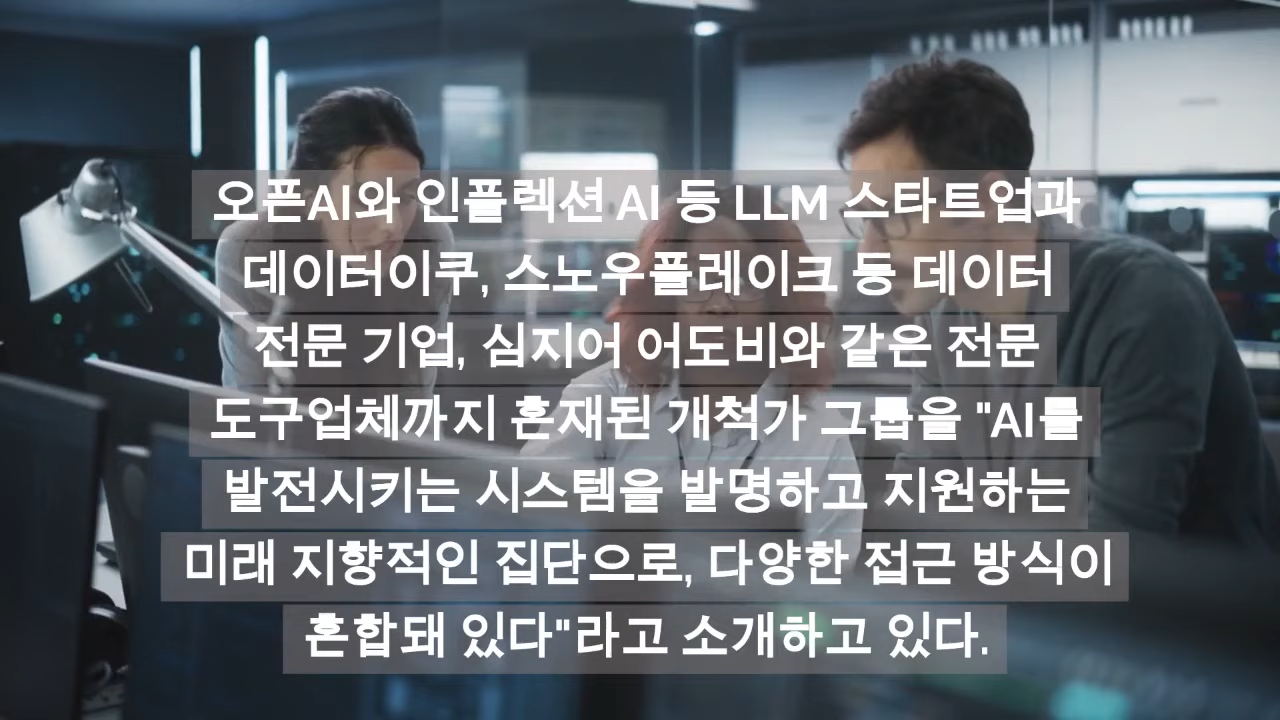 오픈AI와 인플렉션 AI 등 LLM 스타트업과
데이터이쿠, 스노우플레이크 등 데이터
전문 기업, 심지어 어도비와 같은 전문
도구업체까지 혼재된 개척가 그룹을 "AI를
발전시키는 시스템을 발명하고 지원하는
미래 지향적인 집단으로, 다양한 접근 방식이
혼합돼 있다"라고 소개하고 있다.